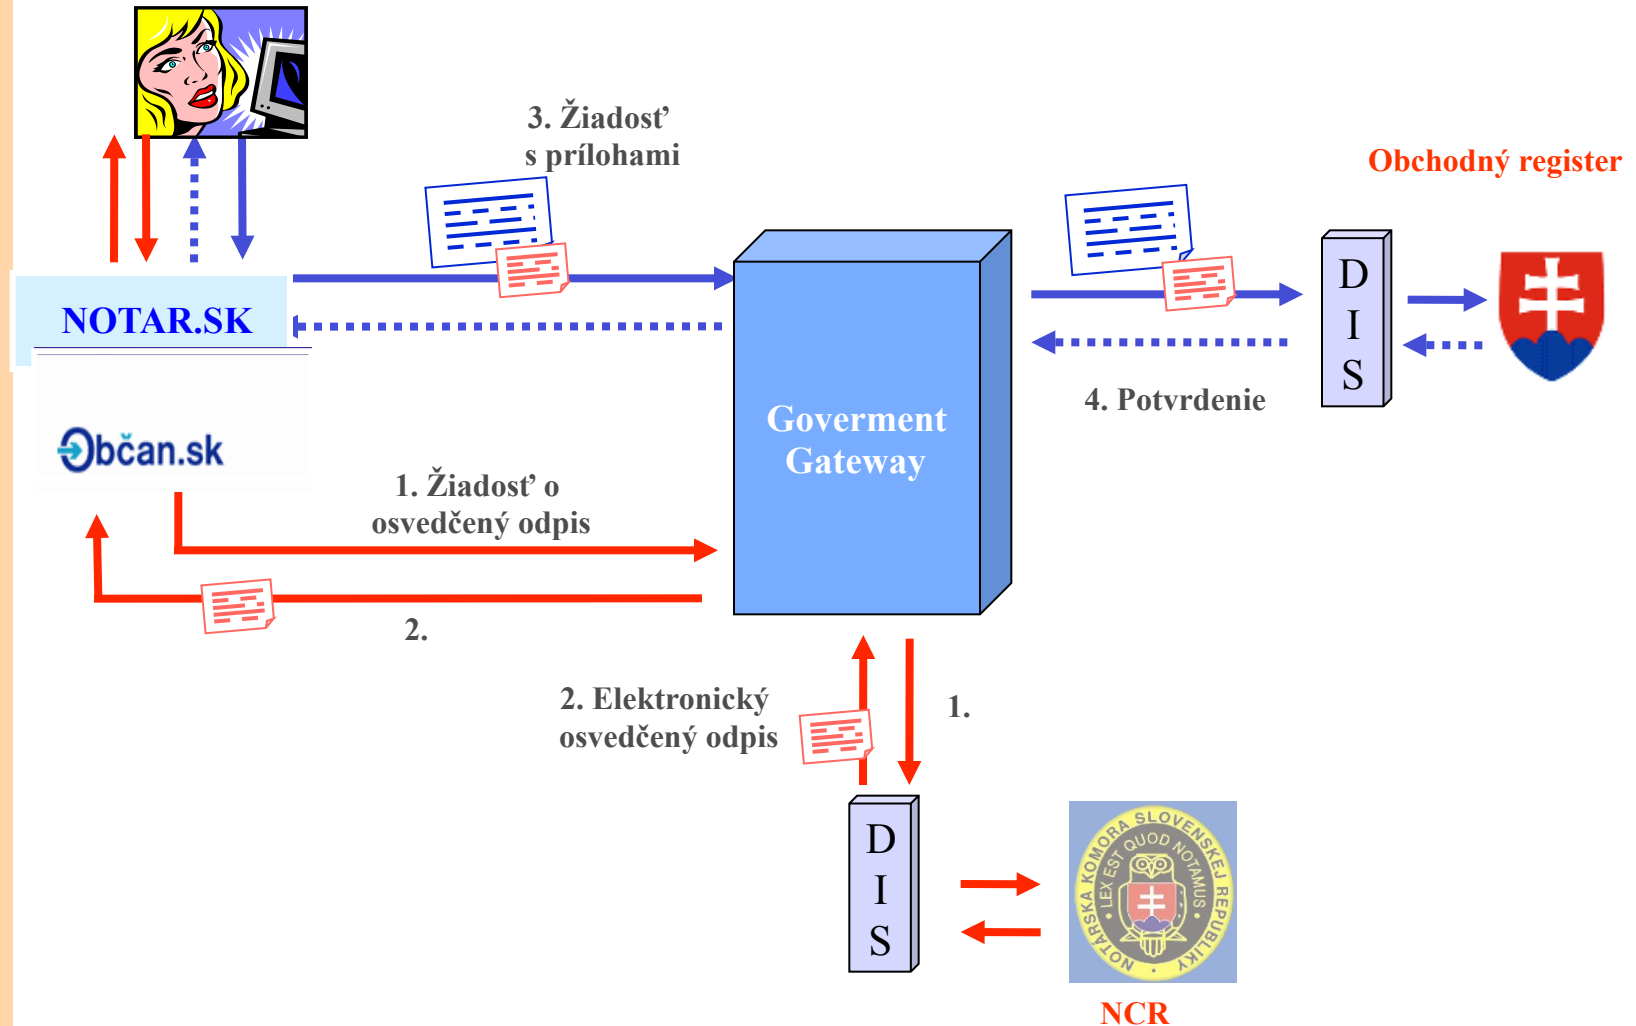 3. Žiadosť
s prílohami
Obchodný register
NOTAR.SK
D
I
S
4. Potvrdenie
Goverment
Gateway
Občan.sk
1. Žiadosť o
osvedčený odpis
2.
2. Elektronický
osvedčený odpis
1.
D
I
S
NOTÁRSKA KOMORA SLOVENSKEJ REPUBLIKY
• LEX EST QUOD NOTAMUS •
NCR